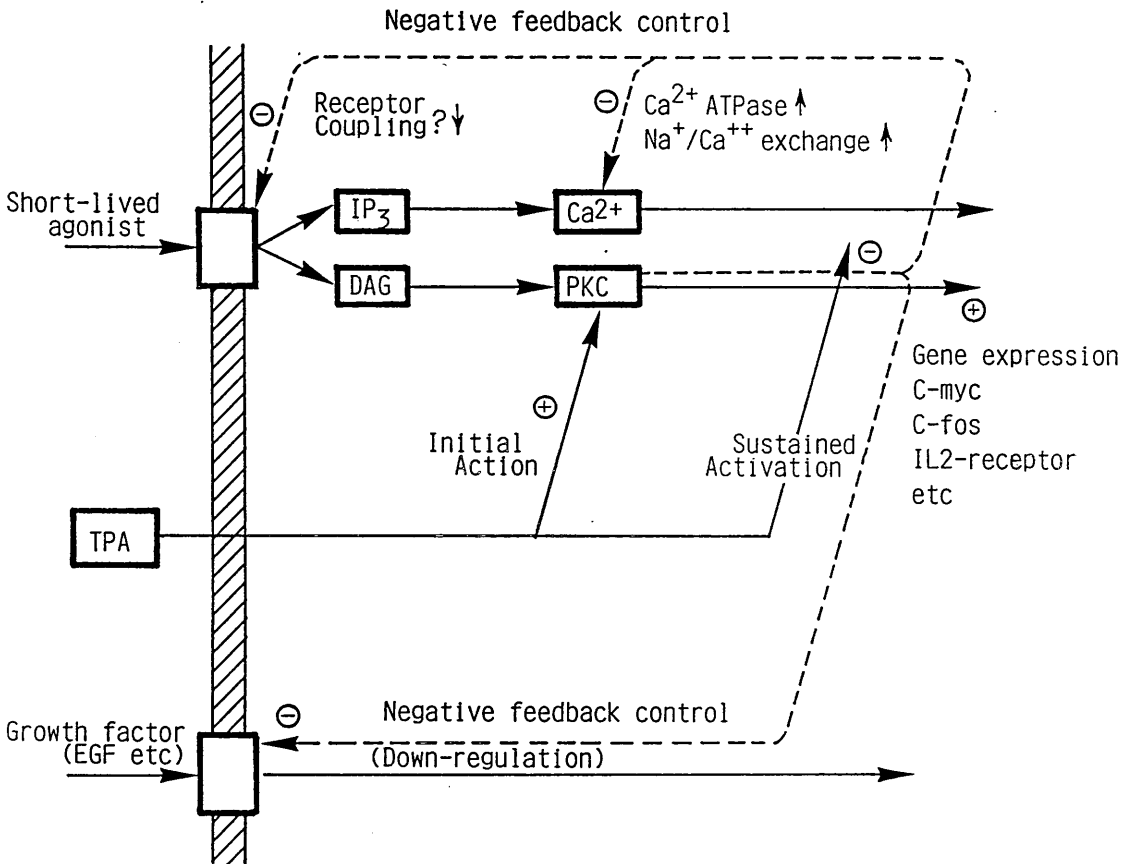 Negative feedback control
⊖
Receptor
Coupling?↓
⊖
Ca²⁺ ATPase↑
Na⁺/Ca⁺⁺ exchange↑
Short-lived
agonist
IP₃
Ca²⁺
DAG
PKC
⊖
⊕
Gene expression
C-myc
C-fos
IL2-receptor
etc
⊕
Initial
Action
Sustained
Activation
TPA
⊖
Negative feedback control
(Down-regulation)
Growth factor
(EGF etc)